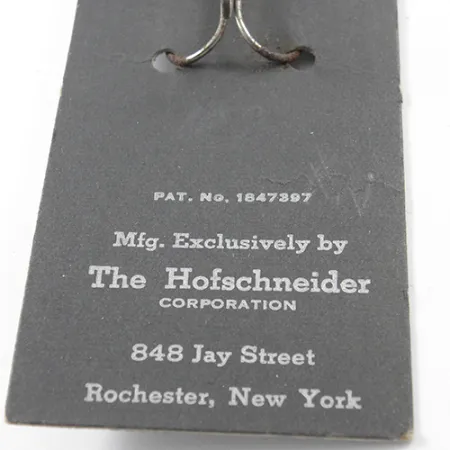 PAT. No. 1847397
Mfg. Exclusively by
The Hofschneider
CORPORATION
848 Jay Street
Rochester, New York